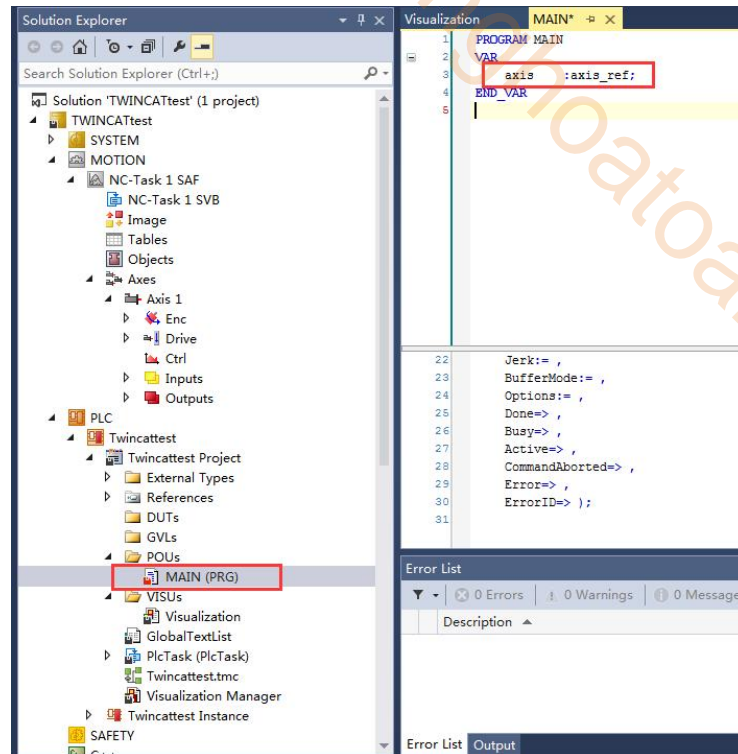 Solution Explorer
Search Solution Explorer (Ctrl+;)
Solution 'TWINCATtest' (1 project)
TWINCATtest
SYSTEM
MOTION
NC-Task 1 SAF
NC-Task 1 SVB
Image
Tables
Objects
Axes
Axis 1
Enc
Drive
Ctrl
Inputs
Outputs
PLC
Twincattest
Twincattest Project
External Types
References
DUTs
GVLs
POUs
MAIN (PRG)
VISUs
Visualization
GlobalTextList
PlcTask (PlcTask)
Twincattest.tmc
Visualization Manager
Twincattest Instance
SAFETY
Visualization MAIN*
1 PROGRAM MAIN
2 VAR
3 axis :axis_ref;
4 END_VAR
5
22 Jerk:= ,
23 BufferMode:= ,
24 Options:= ,
25 Done=> ,
26 Busy=> ,
27 Active=> ,
28 CommandAborted=> ,
29 Error=> ,
30 ErrorID=> );
31
Error List
0 Errors 0 Warnings 0 Message
Description
Error List Output